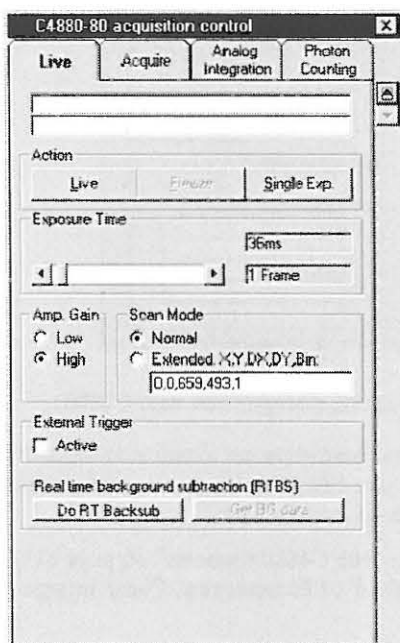 C4880-80 acquisition control
Live
Acquire
Analog
Integration
Photon
Counting
Action
Live
Freeze
Single Exp.
Exposure Time
36ms
1 Frame
Amp. Gain
Low
High
Scan Mode
Normal
Extended. X,Y,DX,DY,Bin:
0,0,659,493,1
External Trigger
Active
Real time background subtraction (RTBS)
Do RT Backsub
Get BG data